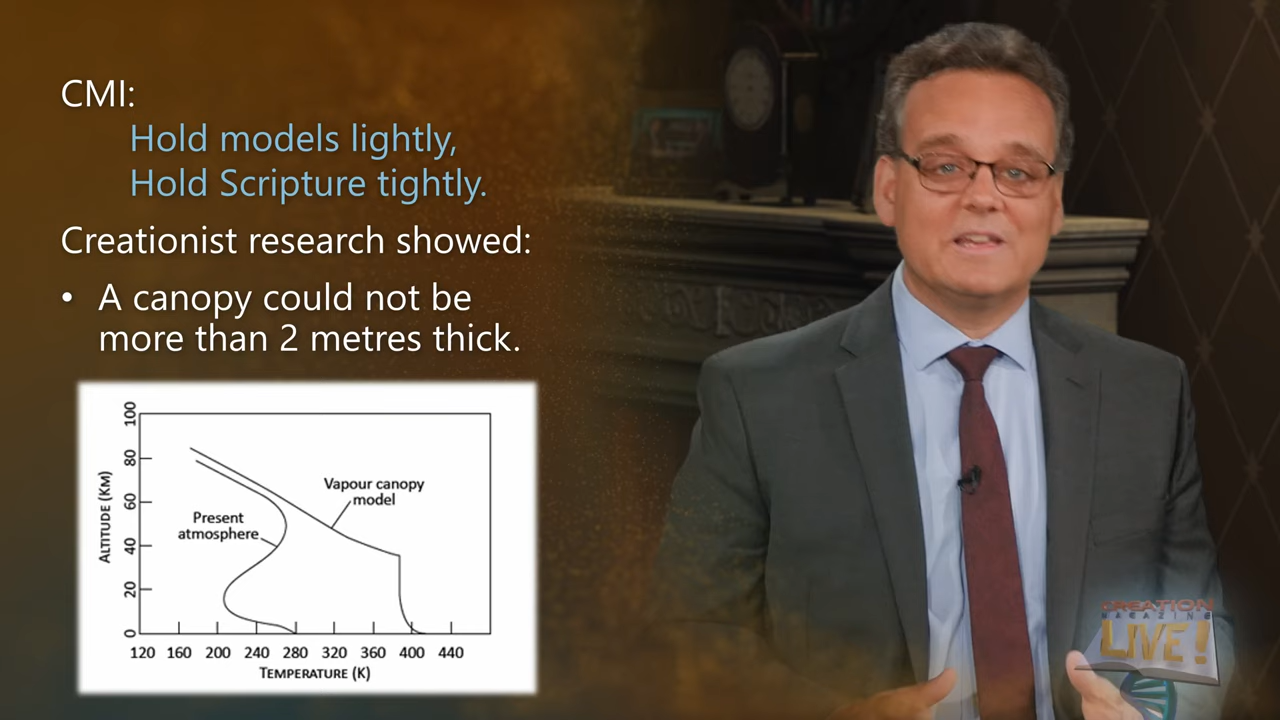 CMI:
Hold models lightly,
Hold Scripture tightly.
Creationist research showed:
• A canopy could not be
more than 2 metres thick.
100
80
60
40
20
0
ALTITUDE (KM)
Vapour canopy
model
Present
atmosphere
120 160 200 240 280 320 360 400 440
TEMPERATURE (K)
CREATION
MAGAZINE
LIVE!